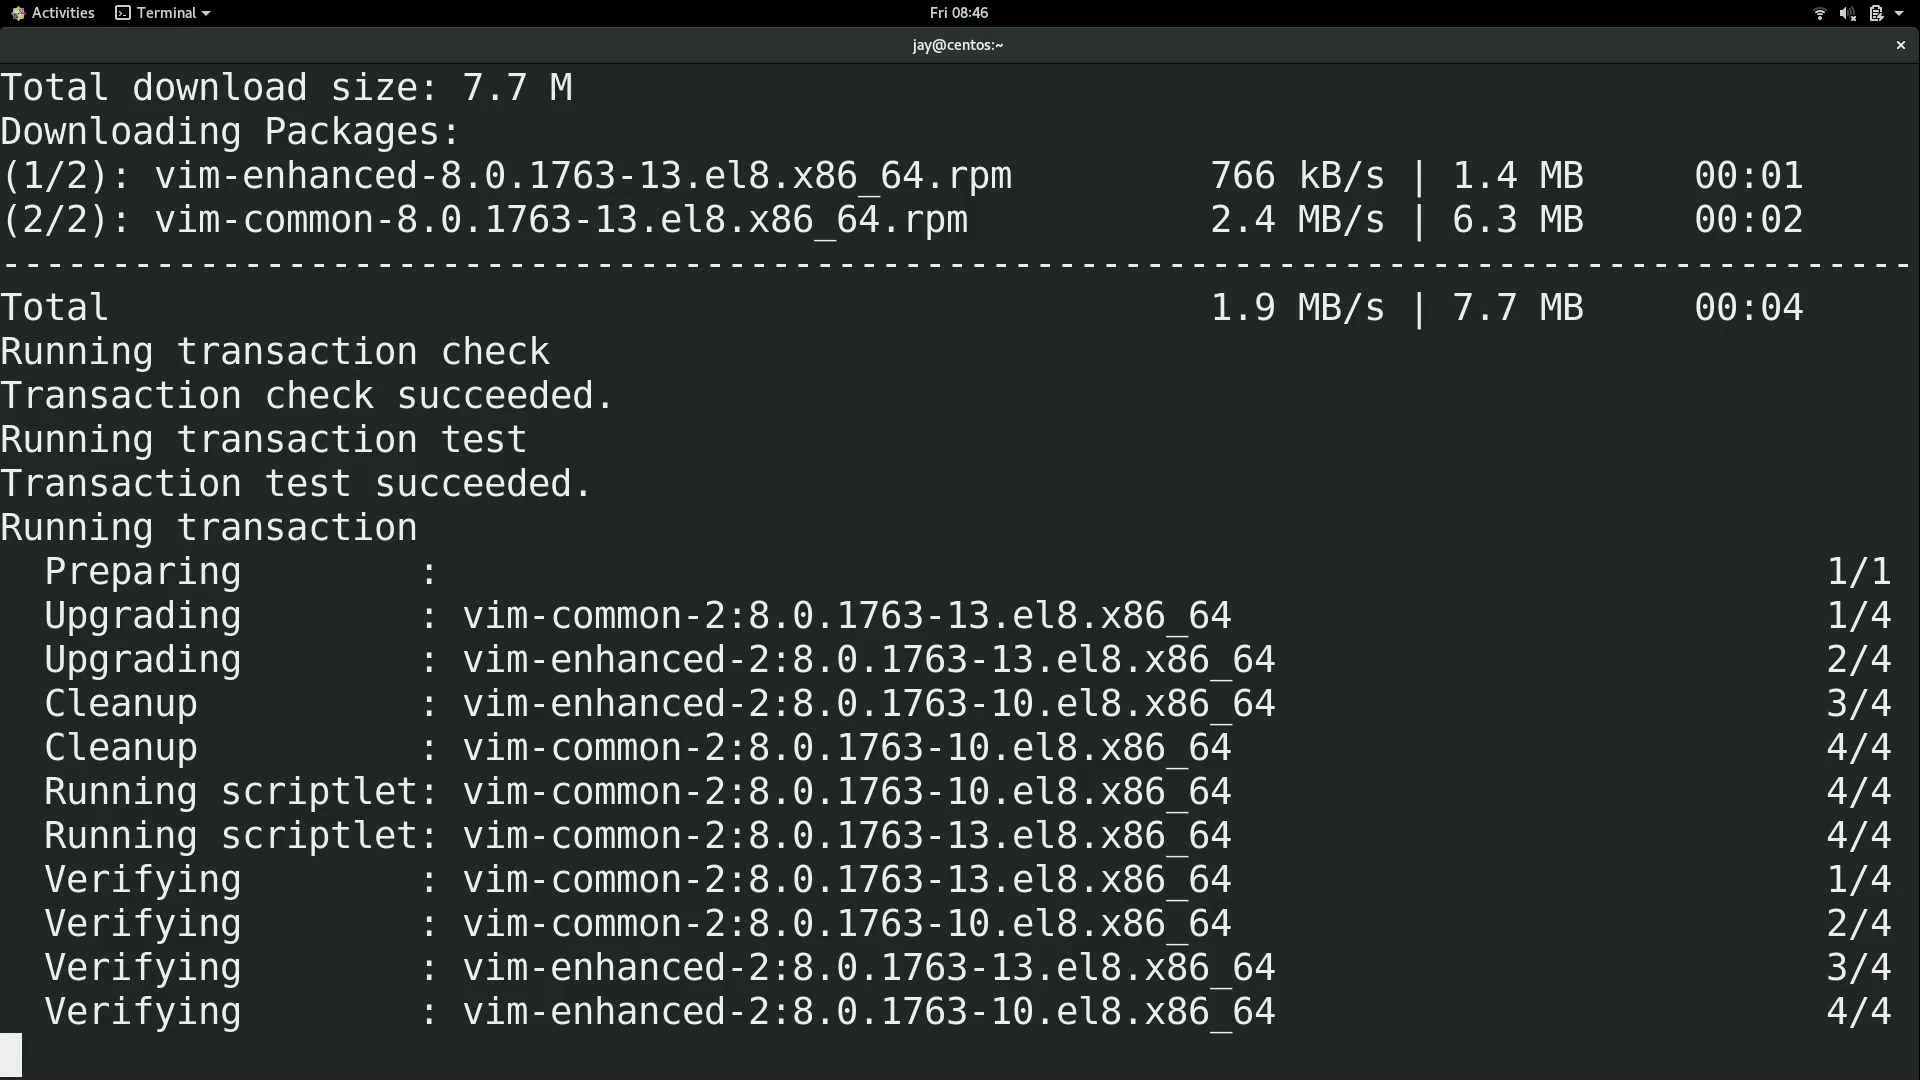 Activities Terminal Fri 08:46
jay@centos:~ ×
Total download size: 7.7 M
Downloading Packages:
(1/2): vim-enhanced-8.0.1763-13.el8.x86_64.rpm 766 kB/s | 1.4 MB 00:01
(2/2): vim-common-8.0.1763-13.el8.x86_64.rpm 2.4 MB/s | 6.3 MB 00:02
---------------------------------------------------------------------------------------
Total 1.9 MB/s | 7.7 MB 00:04
Running transaction check
Transaction check succeeded.
Running transaction test
Transaction test succeeded.
Running transaction
Preparing : 1/1
Upgrading : vim-common-2:8.0.1763-13.el8.x86_64 1/4
Upgrading : vim-enhanced-2:8.0.1763-13.el8.x86_64 2/4
Cleanup : vim-enhanced-2:8.0.1763-10.el8.x86_64 3/4
Cleanup : vim-common-2:8.0.1763-10.el8.x86_64 4/4
Running scriptlet: vim-common-2:8.0.1763-10.el8.x86_64 4/4
Running scriptlet: vim-common-2:8.0.1763-13.el8.x86_64 4/4
Verifying : vim-common-2:8.0.1763-13.el8.x86_64 1/4
Verifying : vim-common-2:8.0.1763-10.el8.x86_64 2/4
Verifying : vim-enhanced-2:8.0.1763-13.el8.x86_64 3/4
Verifying : vim-enhanced-2:8.0.1763-10.el8.x86_64 4/4